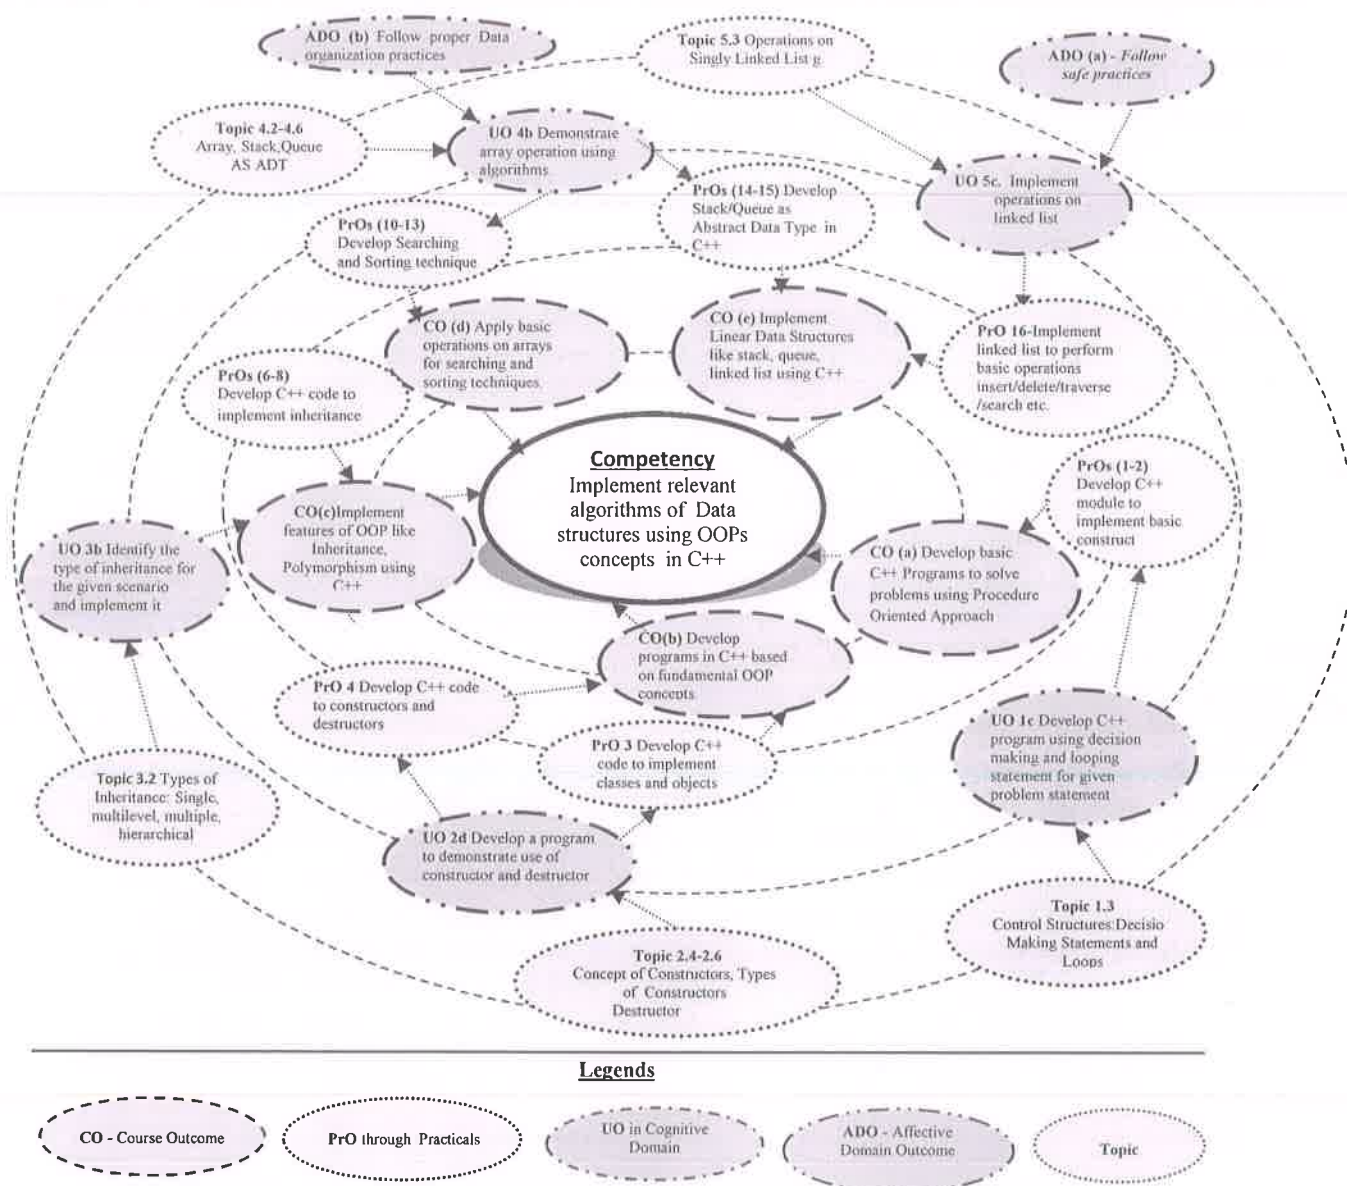 ADO (b) Follow proper Data
organization practices
Topic 5.3 Operations on
Singly Linked List g.
ADO (a) - Follow
safe practices
Topic 4.2-4.6
Array, Stack,Queue
AS ADT
UO 4b Demonstrate
array operation using
algorithms
PrOs (14-15) Develop
Stack/Queue as
Abstract Data Type in
C++
UO 5c. Implement
operations on
linked list
PrOs (10-13)
Develop Searching
and Sorting technique
CO (d) Apply basic
operations on arrays
for searching and
sorting techniques
CO (e) Implement
Linear Data Structures
like stack, queue,
linked list using C++
PrO 16-Implement
linked list to perform
basic operations
insert/delete/traverse
/search etc.
PrOs (6-8)
Develop C++ code to
implement inheritance
Competency
Implement relevant
algorithms of Data
structures using OOPs
concepts in C++
PrOs (1-2)
Develop C++
module to
implement basic
construct
CO(c)Implement
features of OOP like
Inheritance,
Polymorphism using
C++
UO 3b Identify the
type of inheritance for
the given scenario
and implement it
CO (a) Develop basic
C++ Programs to solve
problems using Procedure
Oriented Approach
CO(b) Develop
programs in C++ based
on fundamental OOP
concepts
PrO 4 Develop C++ code
to constructors and
destructors
PrO 3 Develop C++
code to implement
classes and objects
UO 1c Develop C++
program using decision
making and looping
statement for given
problem statement
Topic 3.2 Types of
Inheritance: Single,
multilevel, multiple,
hierarchical
UO 2d Develop a program
to demonstrate use of
constructor and destructor
Topic 1.3
Control Structures:Decisio
Making Statements and
Loops
Topic 2.4-2.6
Concept of Constructors, Types
of Constructors
Destructor
Legends
CO - Course Outcome
PrO through Practicals
UO in Cognitive
Domain
ADO - Affective
Domain Outcome
Topic